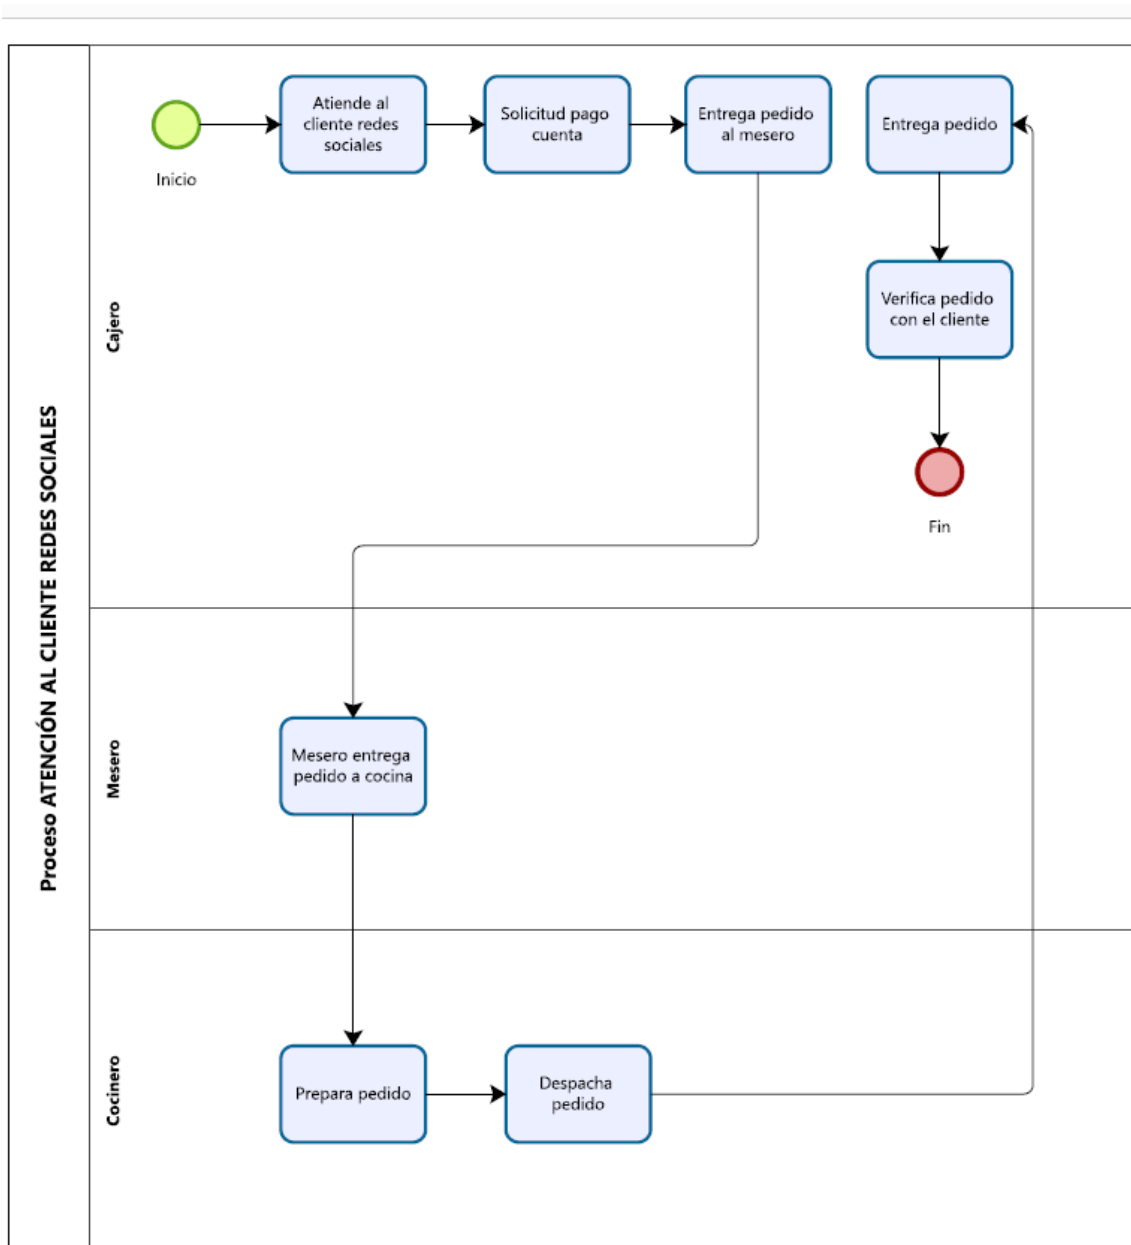 Proceso ATENCIÓN AL CLIENTE REDES SOCIALES
Cajero
Inicio
Atiende al
cliente redes
sociales
Solicitud pago
cuenta
Entrega pedido
al mesero
Entrega pedido
Verifica pedido
con el cliente
Fin
Mesero
Mesero entrega
pedido a cocina
Cocinero
Prepara pedido
Despacha
pedido